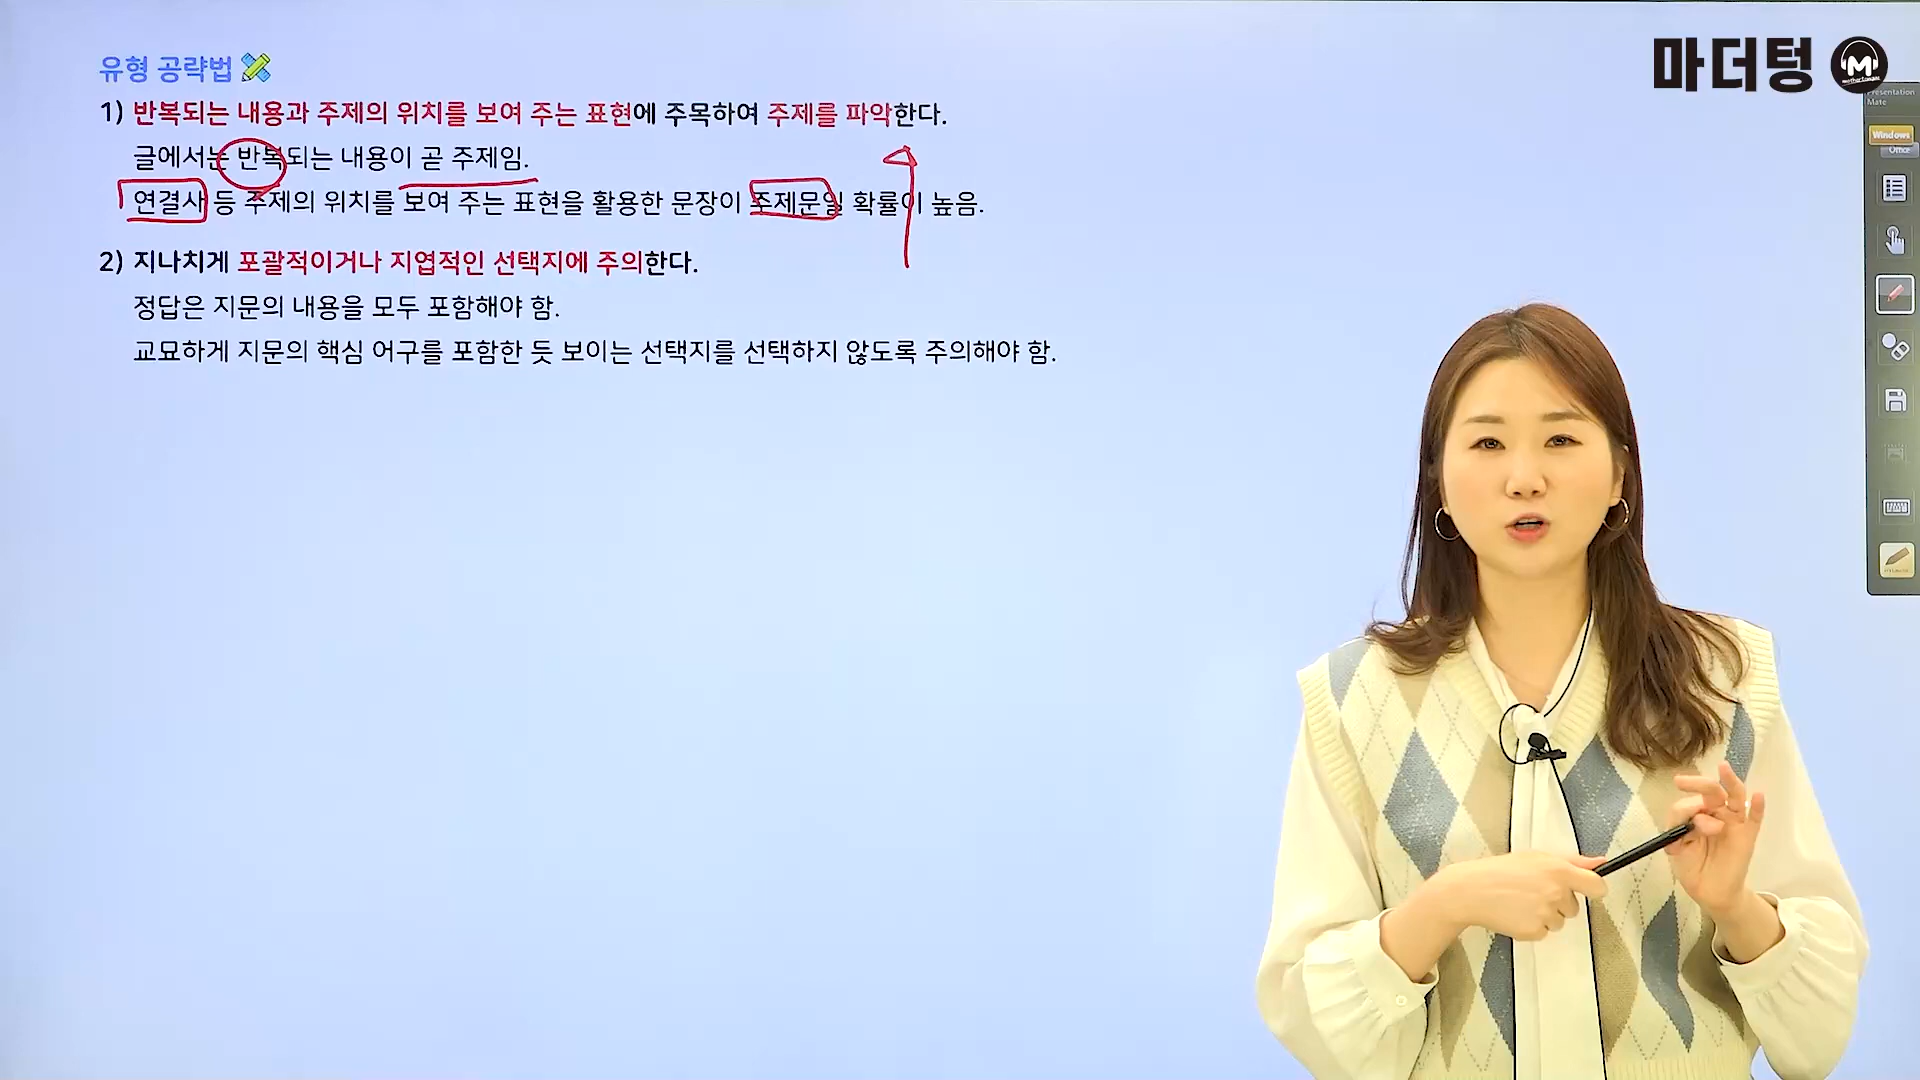 마더텅
M
Presentation
Mate
Windows
Office
유형 공략법
1) 반복되는 내용과 주제의 위치를 보여 주는 표현에 주목하여 주제를 파악한다.
글에서는 반복되는 내용이 곧 주제임.
연결사 등 주제의 위치를 보여 주는 표현을 활용한 문장이 주제문일 확률이 높음.
2) 지나치게 포괄적이거나 지엽적인 선택지에 주의한다.
정답은 지문의 내용을 모두 포함해야 함.
교묘하게 지문의 핵심 어구를 포함한 듯 보이는 선택지를 선택하지 않도록 주의해야 함.